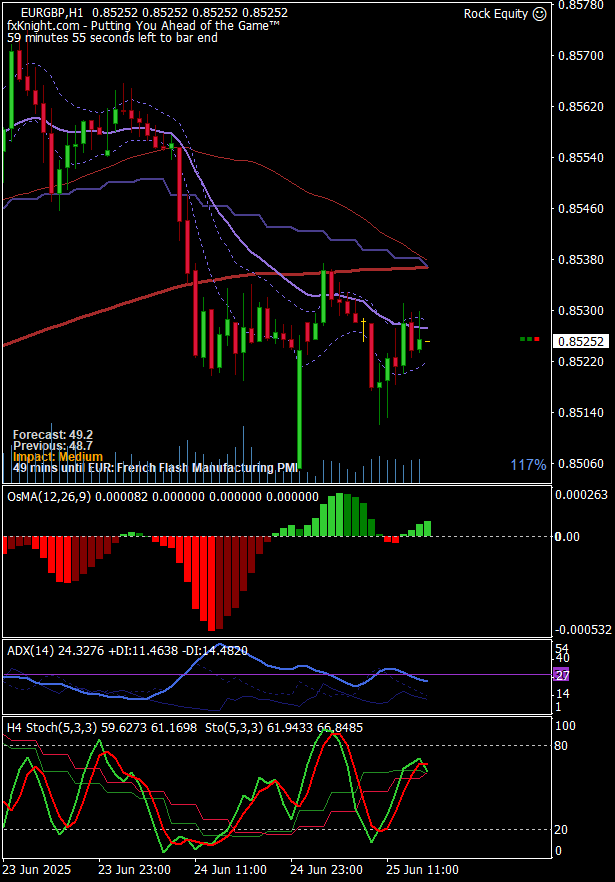 EURGBP,H1 0.85252 0.85252 0.85252 0.85252
Rock Equity ☺
fxKnight.com - Putting You Ahead of the Game™
59 minutes 55 seconds left to bar end
0.85780
0.85700
0.85620
0.85540
0.85460
0.85380
0.85300
0.85252
0.85220
0.85140
0.85060
Forecast: 49.2
Previous: 48.7
Impact: Medium
49 mins until EUR: French Flash Manufacturing PMI
117%
OsMA(12,26,9) 0.000082 0.000000 0.000000 0.000000
0.000263
0.00
-0.000532
ADX(14) 24.3276 +DI:11.4638 -DI:14.4820
54
40
27
14
1
H4 Stoch(5,3,3) 59.6273 61.1698 Sto(5,3,3) 61.9433 66.8485
100
80
20
0
23 Jun 2025 23 Jun 23:00 24 Jun 11:00 24 Jun 23:00 25 Jun 11:00